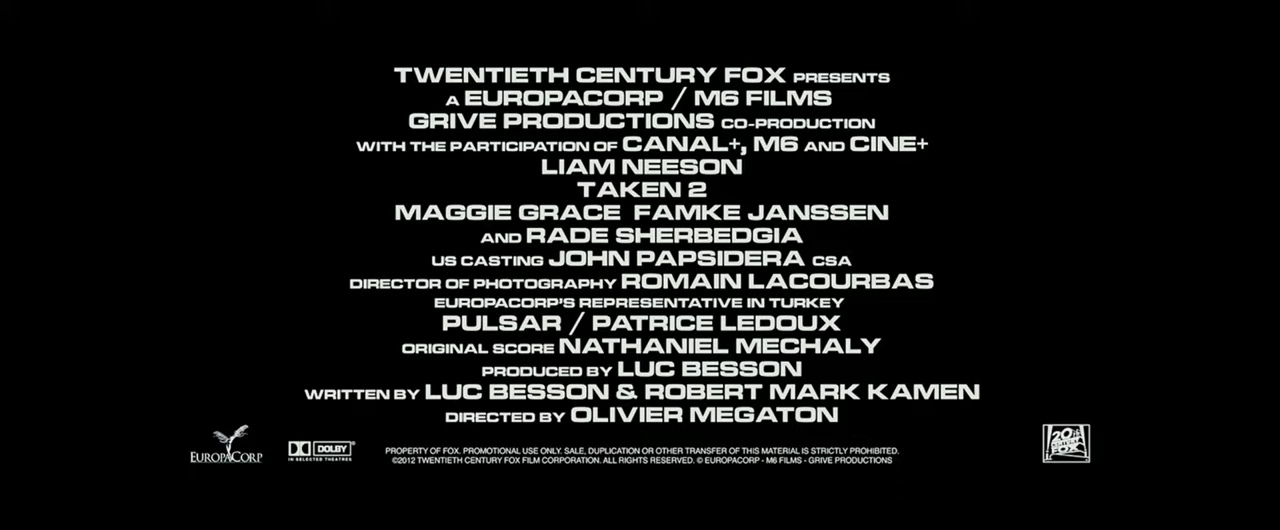 TWENTIETH CENTURY FOX PRESENTS
A EUROPACORP / M6 FILMS
GRIVE PRODUCTIONS CO-PRODUCTION
WITH THE PARTICIPATION OF CANAL+, M6 AND CINE+
LIAM NEESON
TAKEN 2
MAGGIE GRACE FAMKE JANSSEN
AND RADE SHERBEDGIA
US CASTING JOHN PAPSIDERA CSA
DIRECTOR OF PHOTOGRAPHY ROMAIN LACOURBAS
EUROPACORP'S REPRESENTATIVE IN TURKEY
PULSAR / PATRICE LEDOUX
ORIGINAL SCORE NATHANIEL MECHALY
PRODUCED BY LUC BESSON
WRITTEN BY LUC BESSON & ROBERT MARK KAMEN
DIRECTED BY OLIVIER MEGATON
EUROPACORP
DOLBY
IN SELECTED THEATRES
PROPERTY OF FOX. PROMOTIONAL USE ONLY. SALE, DUPLICATION OR OTHER TRANSFER OF THIS MATERIAL IS STRICTLY PROHIBITED.
©2012 TWENTIETH CENTURY FOX FILM CORPORATION. ALL RIGHTS RESERVED. © EUROPACORP - M6 FILMS - GRIVE PRODUCTIONS
20th
CENTURY
FOX